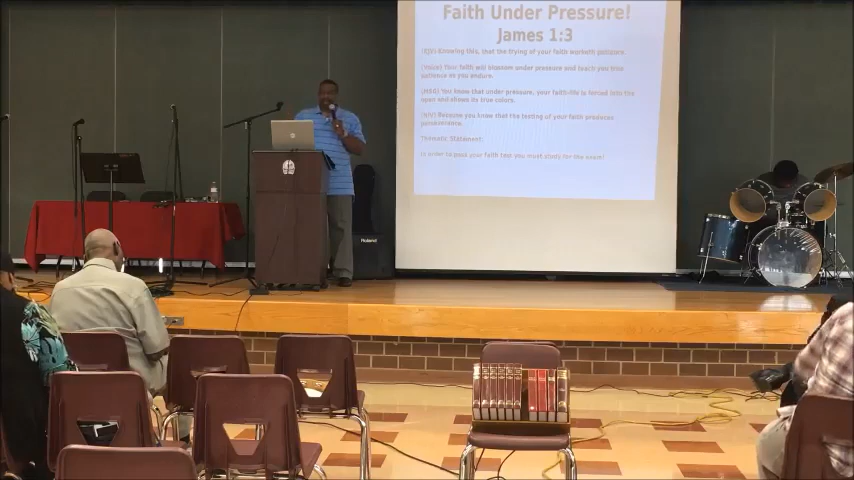 Faith Under Pressure!
James 1:3
(KJV) Knowing this, that the trying of your faith worketh patience.
Your faith will blossom under pressure and teach you true
patience as you endure.
(MSG) You know that under pressure, your faith-life is forced into the
open and shows its true colors.
(NIV) Because you know that the testing of your faith produces
perseverance.
Thematic Statement:
In order to pass your faith test you must study for the exam!
Roland